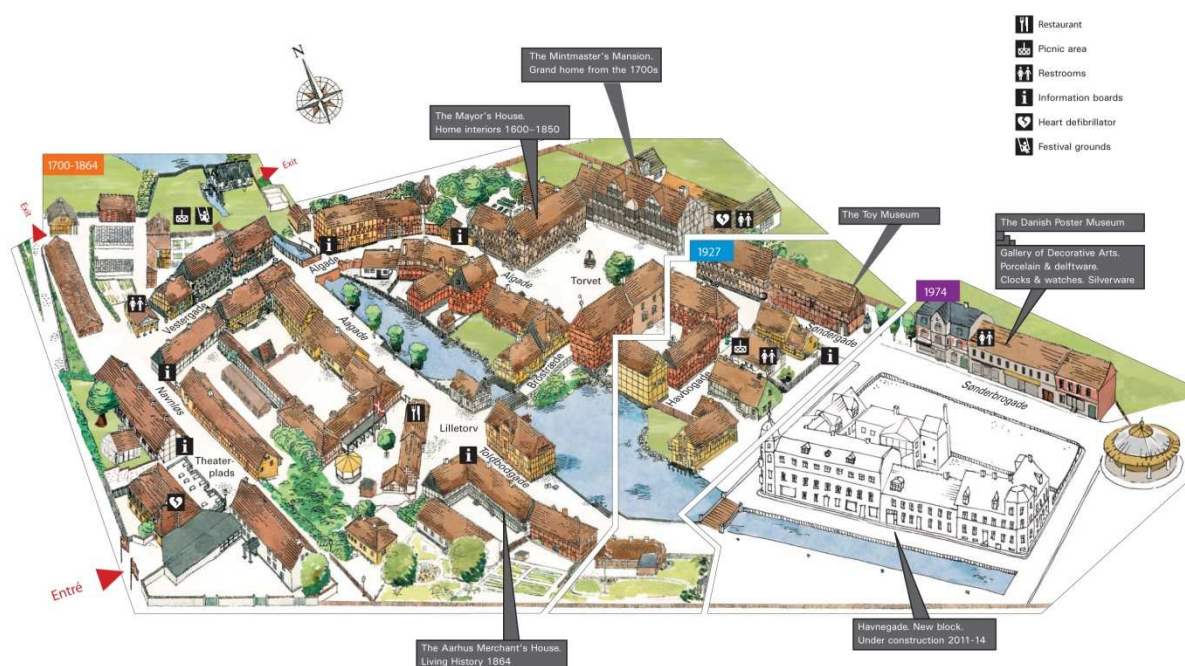 Restaurant
Picnic area
Restrooms
Information boards
Heart defibrillator
Festival grounds
N
The Mintmaster's Mansion.
Grand home from the 1700s
The Mayor's House.
Home interiors 1600–1850
1700-1864
Exit
Exit
The Toy Museum
The Danish Poster Museum
Gallery of Decorative Arts.
Porcelain & delftware.
Clocks & watches. Silverware
1927
1974
Algade
Algade
Torvet
Vestergade
Aagade
Brostræde
Søndergade
Havbogade
Sønderbrogade
Navnløs
Lilletorv
Toldbodgade
Theater-
plads
Entré
Havnegade. New block.
Under construction 2011-14
The Aarhus Merchant's House.
Living History 1864